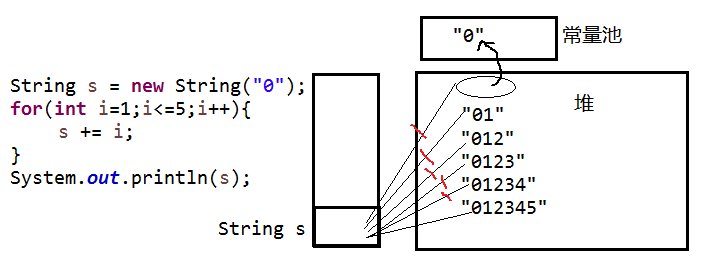 "0"
常量池
String s = new String("0");
for(int i=1;i<=5;i++){
s += i;
}
System.out.println(s);
堆
"01"
"012"
"0123"
"01234"
"012345"
String s